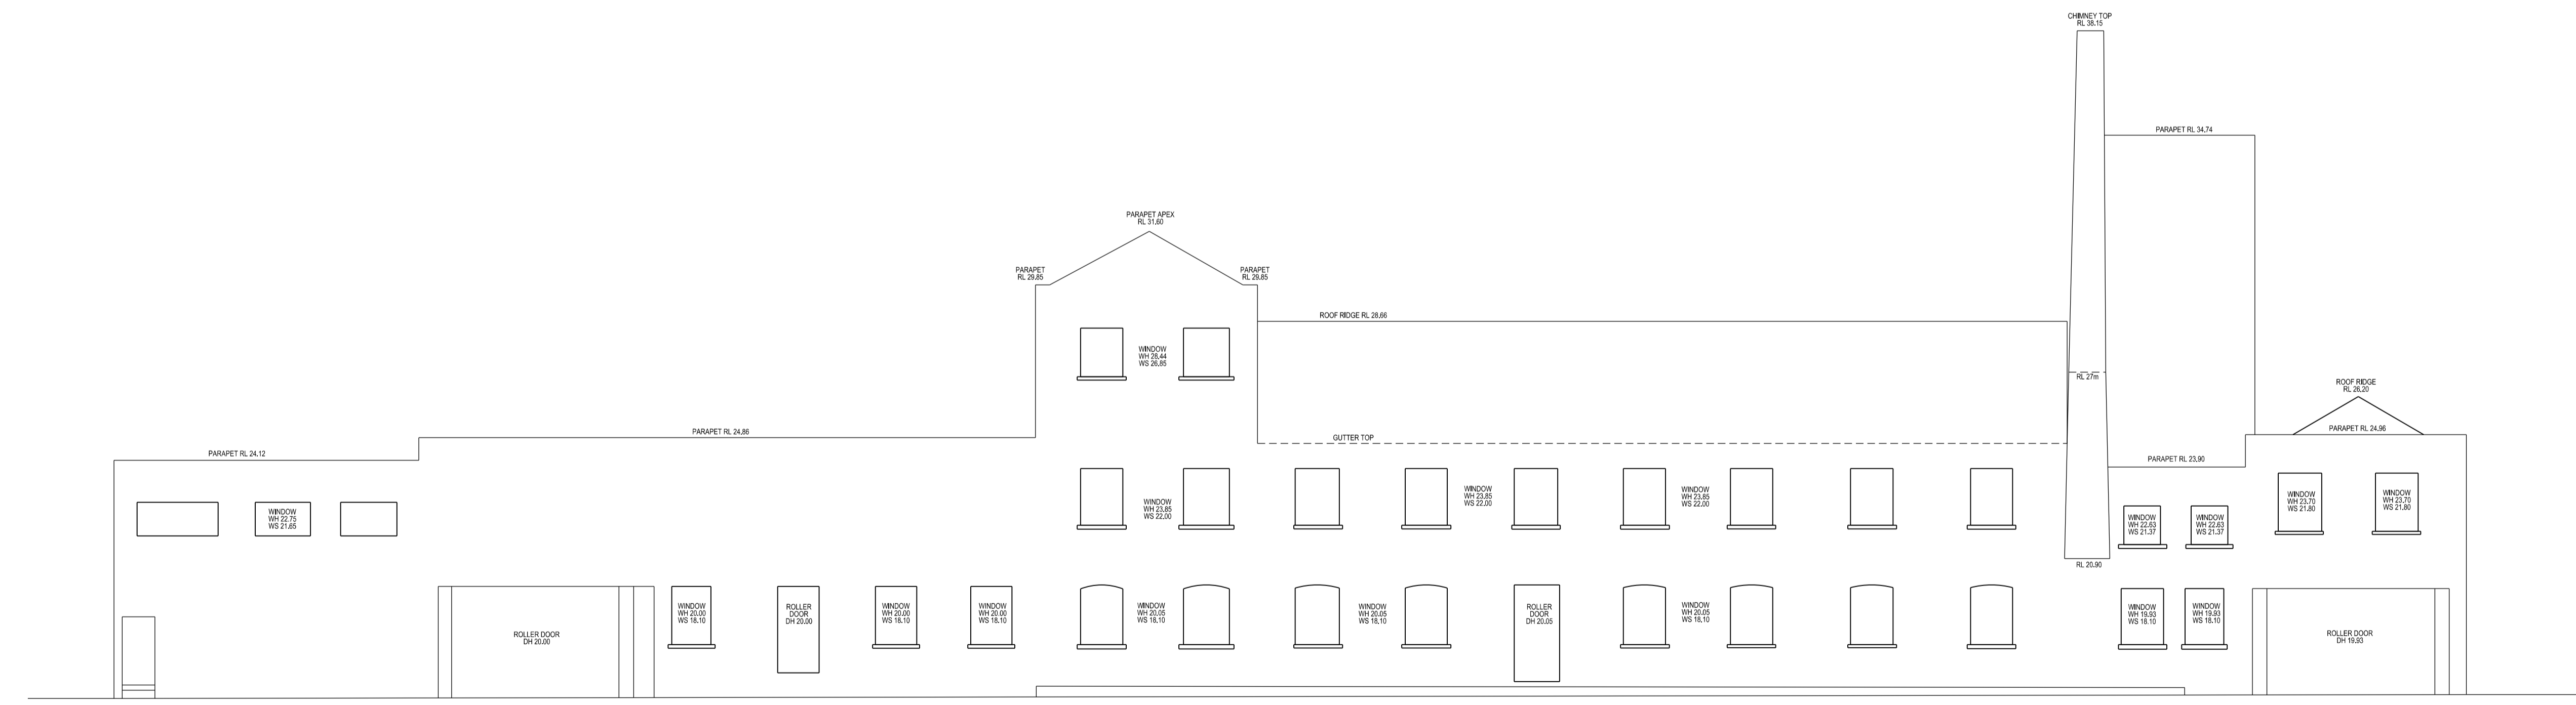 CHIMNEY TOP
RL 38.15
PARAPET RL 34.74
PARAPET APEX
RL 31.60
PARAPET
RL 29.85
PARAPET
RL 29.85
ROOF RIDGE RL 28.66
WINDOW
WH 28.44
WS 26.85
RL 27m
ROOF RIDGE
RL 26.20
PARAPET RL 24.96
PARAPET RL 24.86
GUTTER TOP
PARAPET RL 24.12
PARAPET RL 23.90
WINDOW
WH 22.75
WS 21.65
WINDOW
WH 23.85
WS 22.00
WINDOW
WH 23.85
WS 22.00
WINDOW
WH 23.85
WS 22.00
WINDOW
WH 22.63
WS 21.37
WINDOW
WH 22.63
WS 21.37
WINDOW
WH 23.70
WS 21.80
WINDOW
WH 23.70
WS 21.80
RL 20.90
ROLLER DOOR
DH 20.00
WINDOW
WH 20.00
WS 18.10
ROLLER
DOOR
DH 20.00
WINDOW
WH 20.00
WS 18.10
WINDOW
WH 20.00
WS 18.10
WINDOW
WH 20.05
WS 18.10
WINDOW
WH 20.05
WS 18.10
ROLLER
DOOR
DH 20.05
WINDOW
WH 20.05
WS 18.10
WINDOW
WH 19.93
WS 18.10
WINDOW
WH 19.93
WS 18.10
ROLLER DOOR
DH 19.93